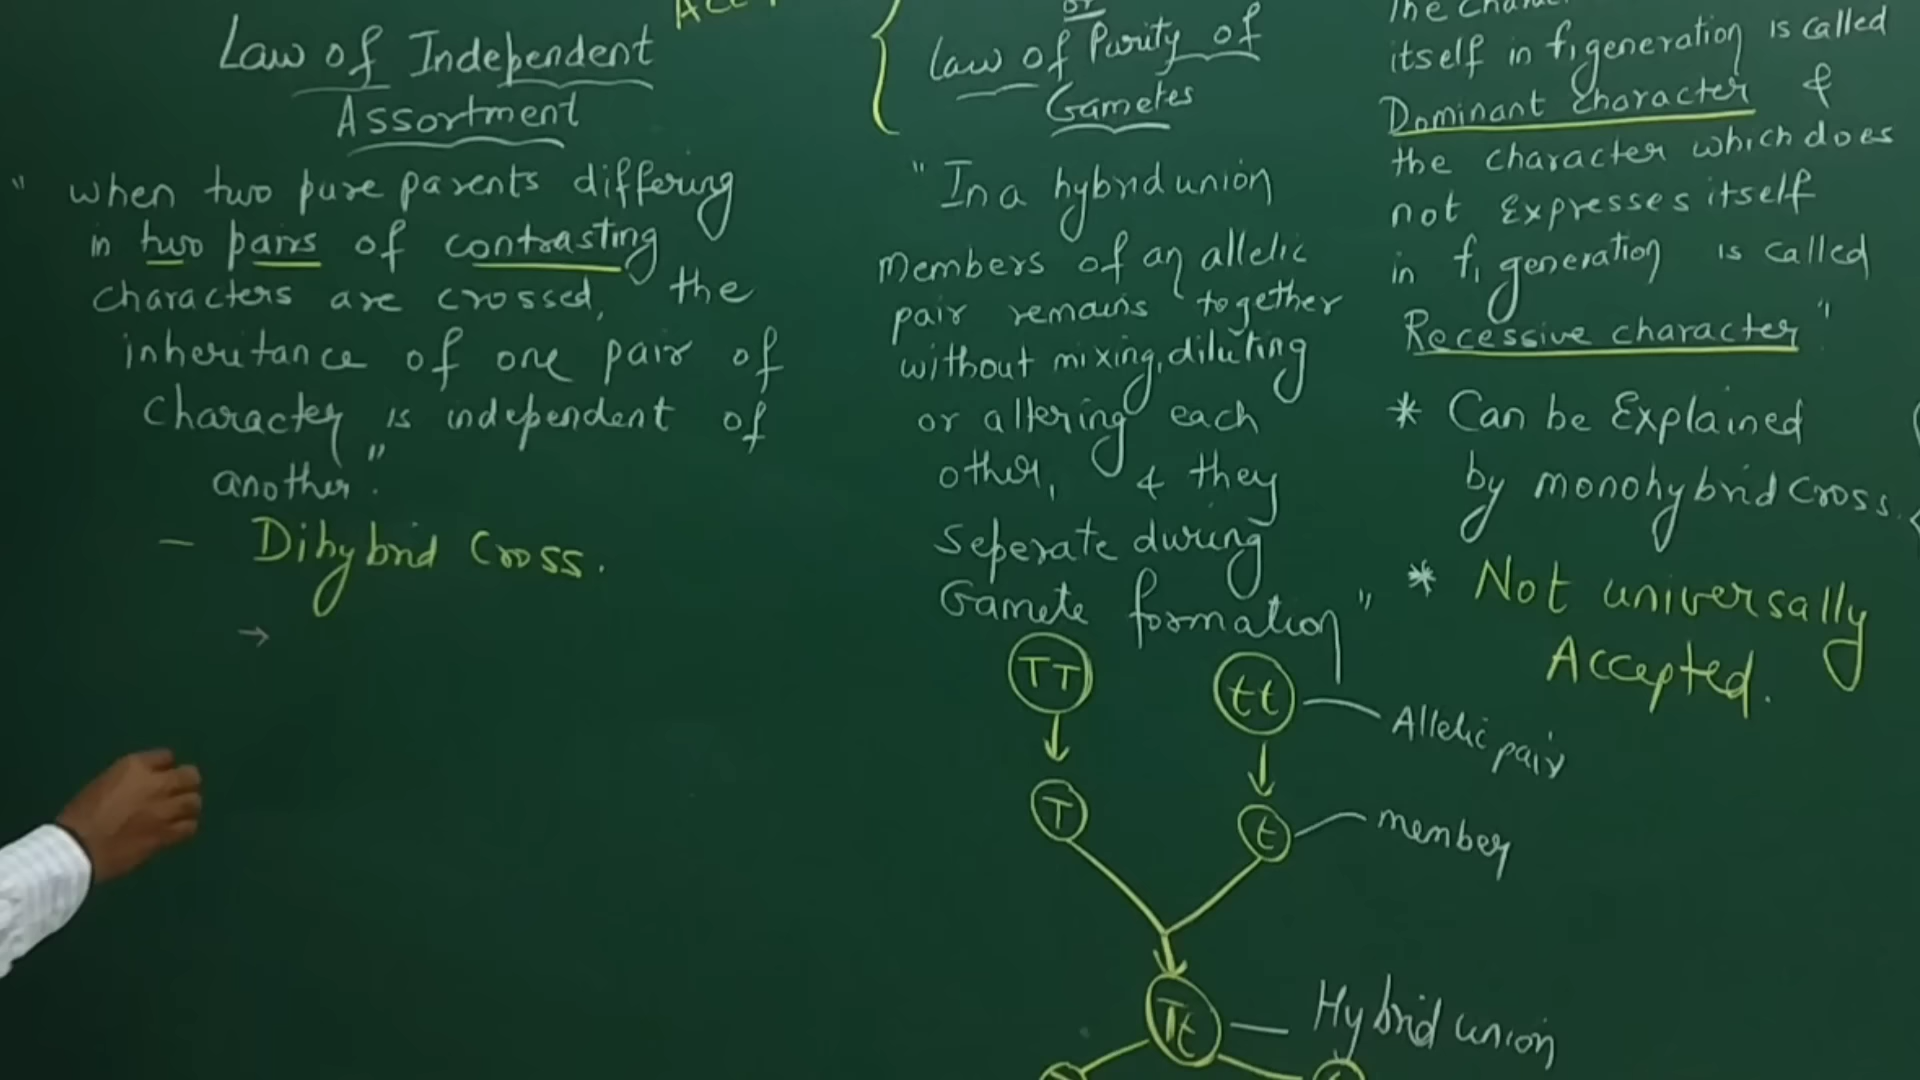 Law of Independent
Assortment
" when two pure parents differing
in two pairs of contrasting
characters are crossed, the
inheritance of one pair of
Character is independent of
another."
- Dihybrid Cross.
→
or
Law of Purity of
Gametes
" In a hybrid union
members of an allelic
pair remains together
without mixing, diluting
or altering each
other, & they
Seperate during
Gamete formation "
TT
tt
Allelic pair
T
t
member
Tt
Hybrid union
itself in f₁ generation is called
Dominant character &
the character which does
not Expresses itself
in f₁ generation is called
Recessive character "
* Can be Explained
by monohybrid Cross.
* Not universally
Accepted.